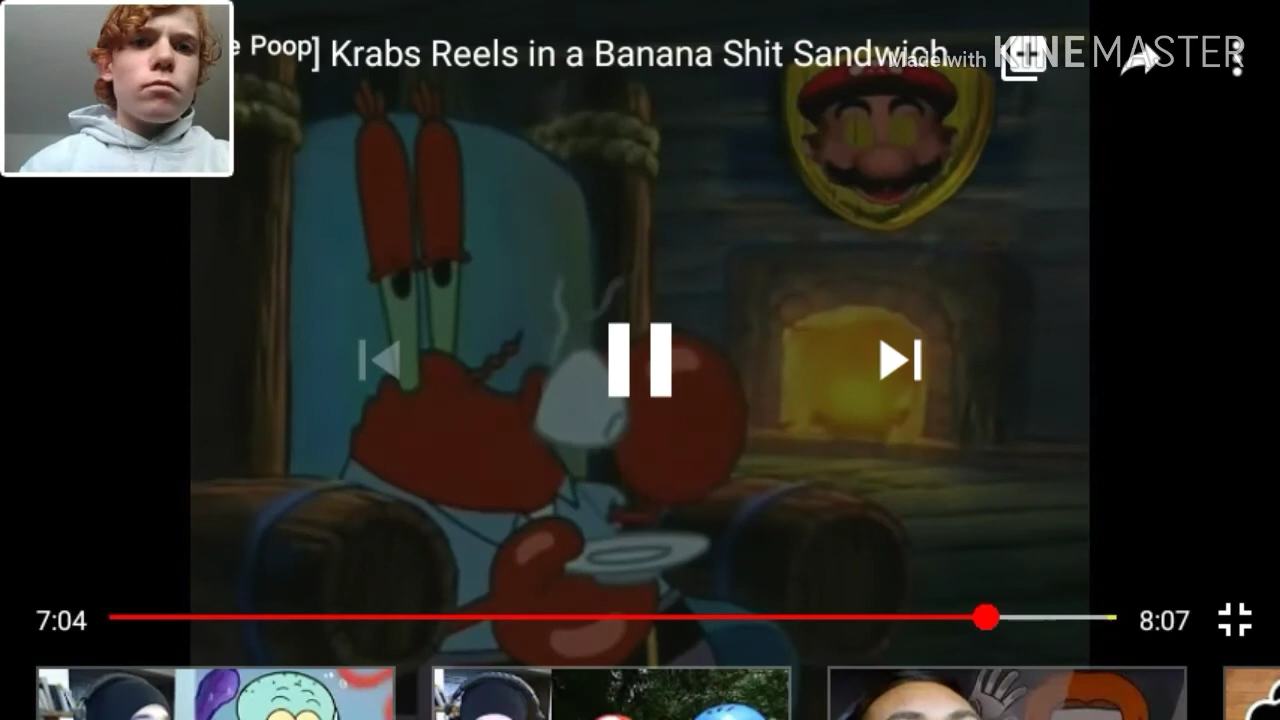 e Poop] Krabs Reels in a Banana Shit Sandwich
Made with KINEMASTER
7:04
8:07